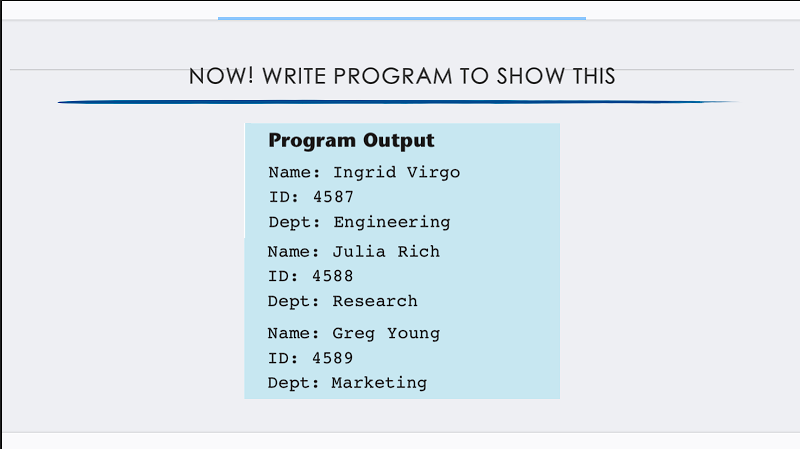 NOW! WRITE PROGRAM TO SHOW THIS
Program Output
Name: Ingrid Virgo
ID: 4587
Dept: Engineering
Name: Julia Rich
ID: 4588
Dept: Research
Name: Greg Young
ID: 4589
Dept: Marketing